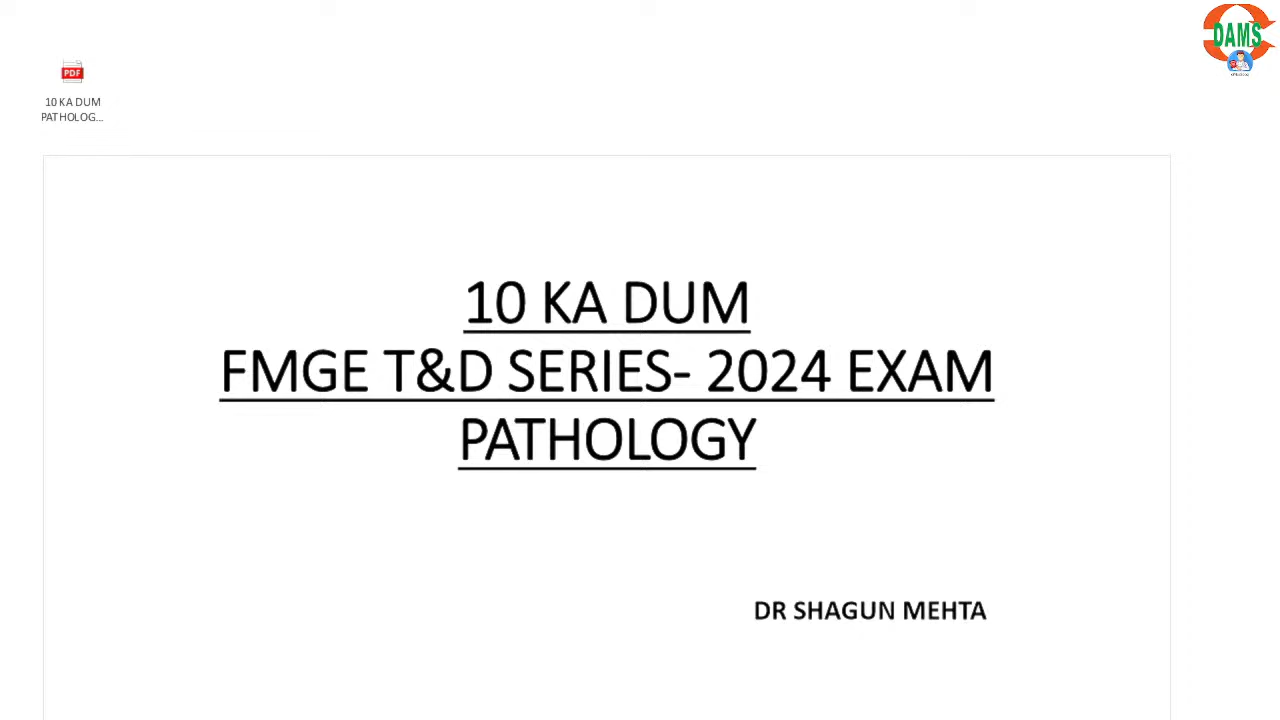 DAMS
PDF
10 KA DUM
PATHOLOG...
10 KA DUM
FMGE T&D SERIES- 2024 EXAM
PATHOLOGY
DR SHAGUN MEHTA